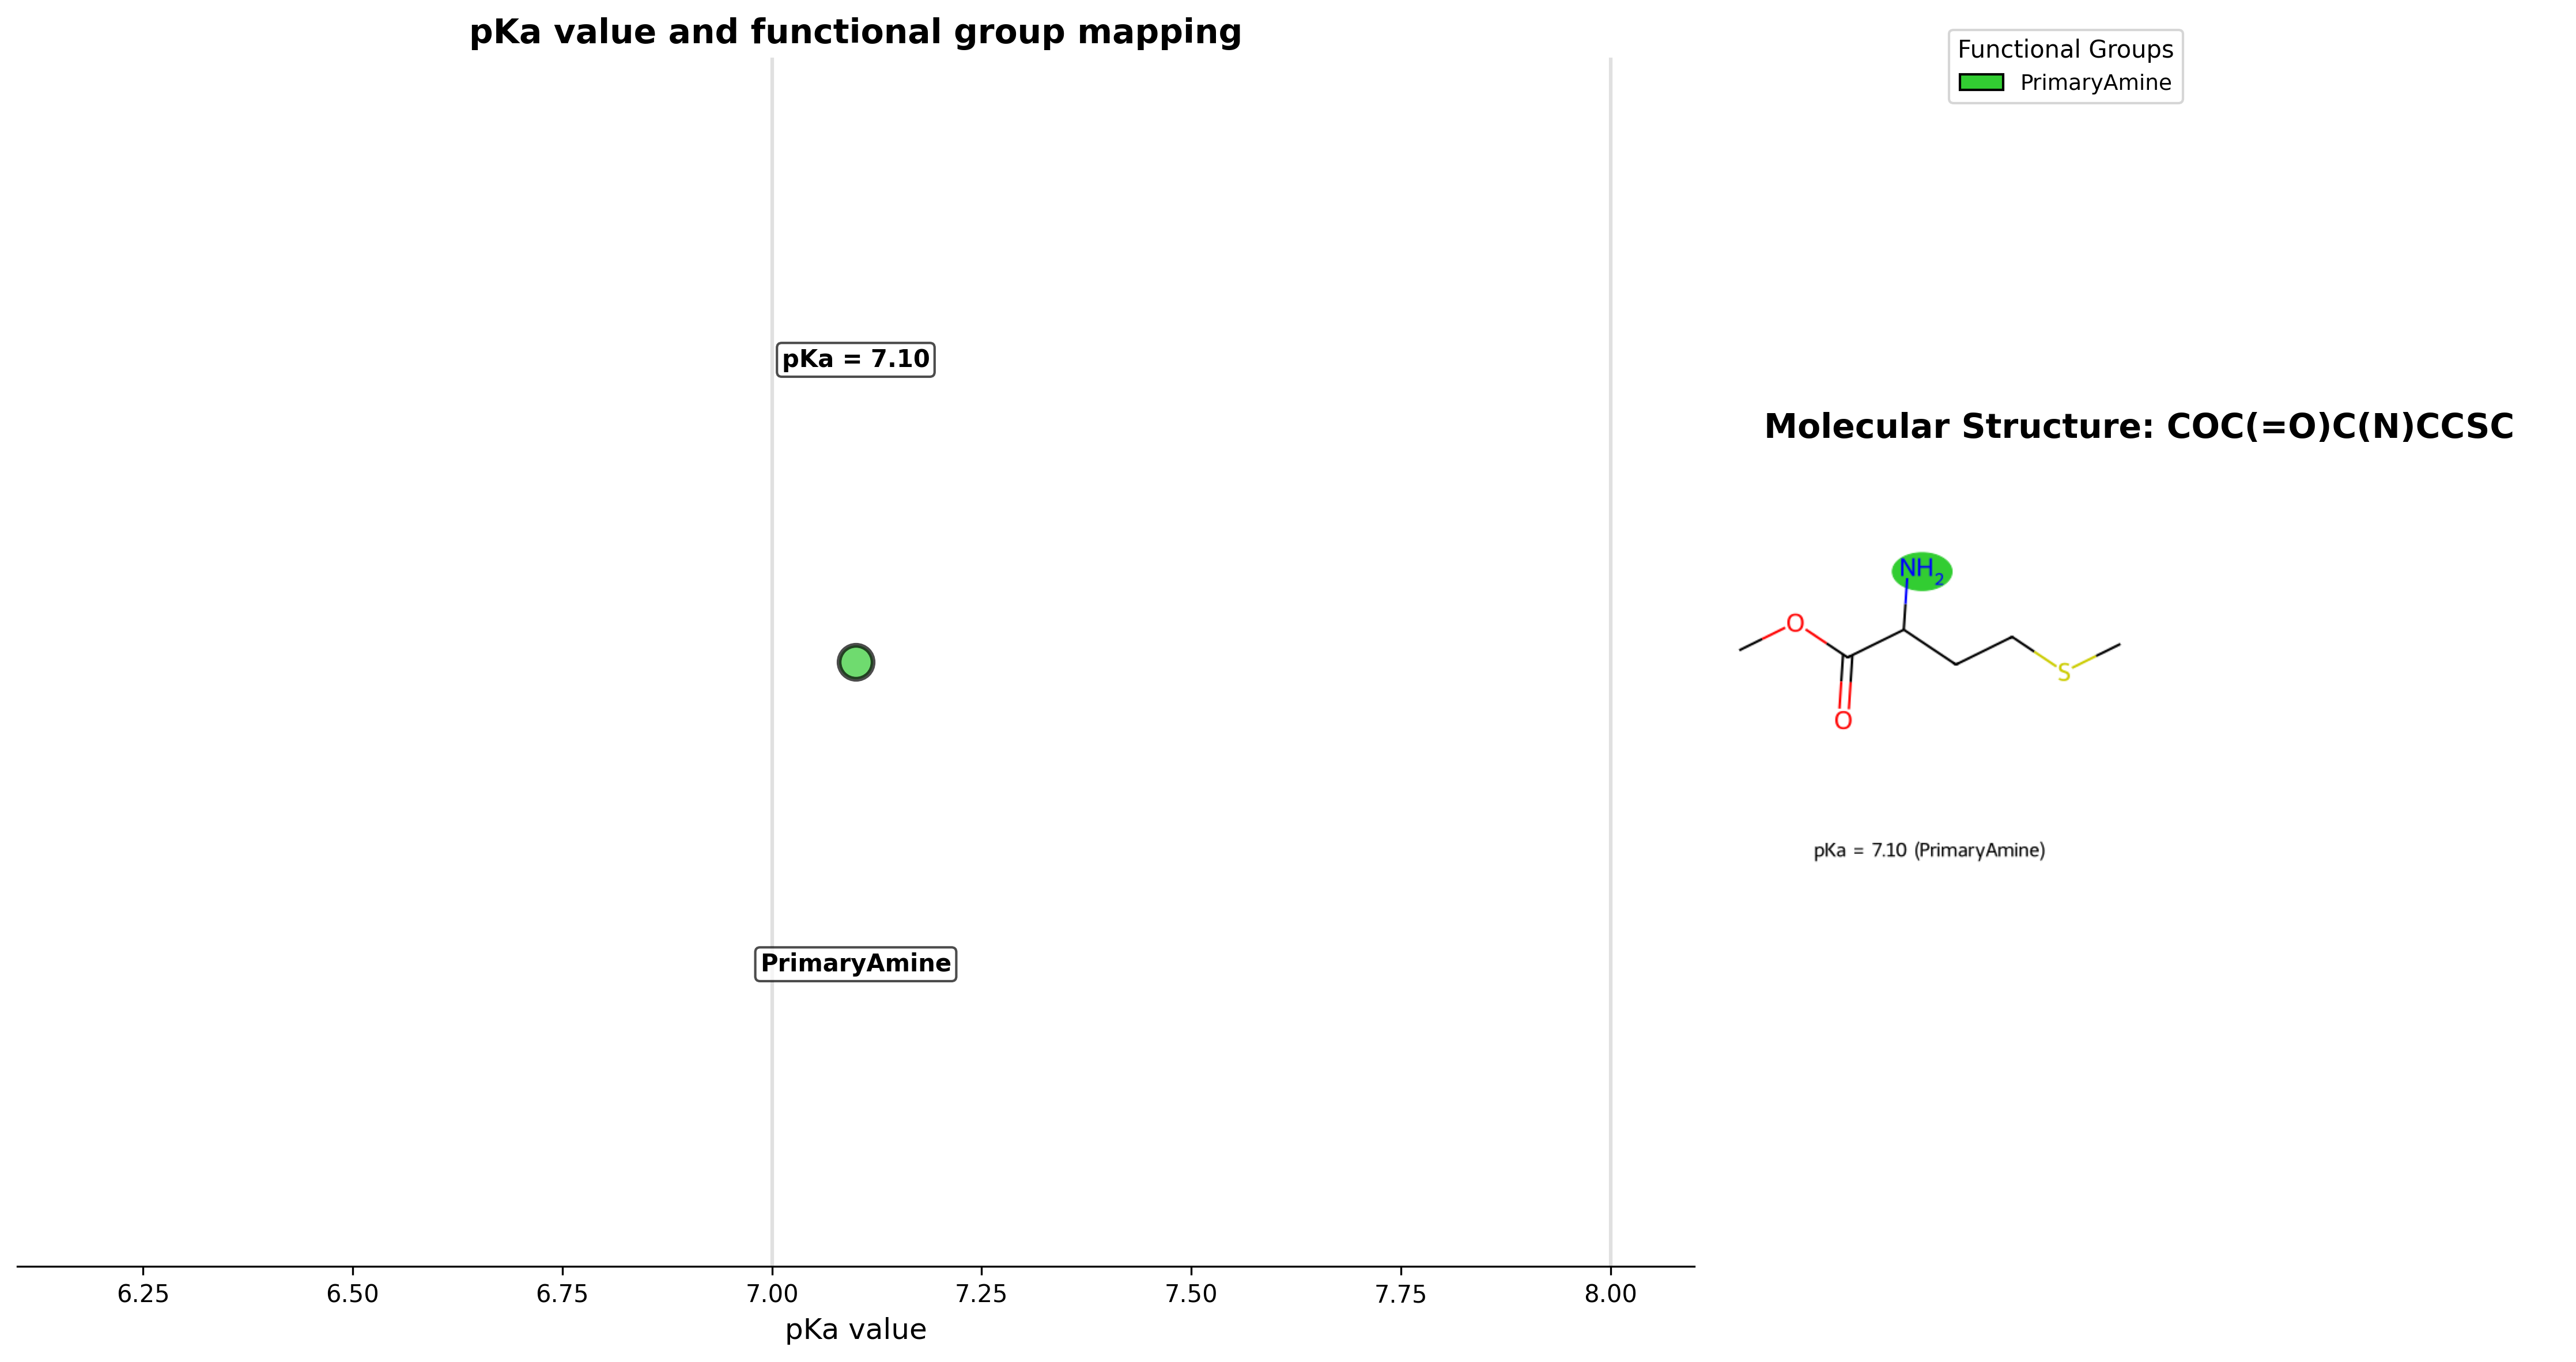 pKa value and functional group mapping
pKa = 7.10
PrimaryAmine
6.25 6.50 6.75 7.00 7.25 7.50 7.75 8.00
pKa value
Functional Groups
PrimaryAmine
Molecular Structure: COC(=O)C(N)CCSC
NH2
O
O
S
pKa = 7.10 (PrimaryAmine)